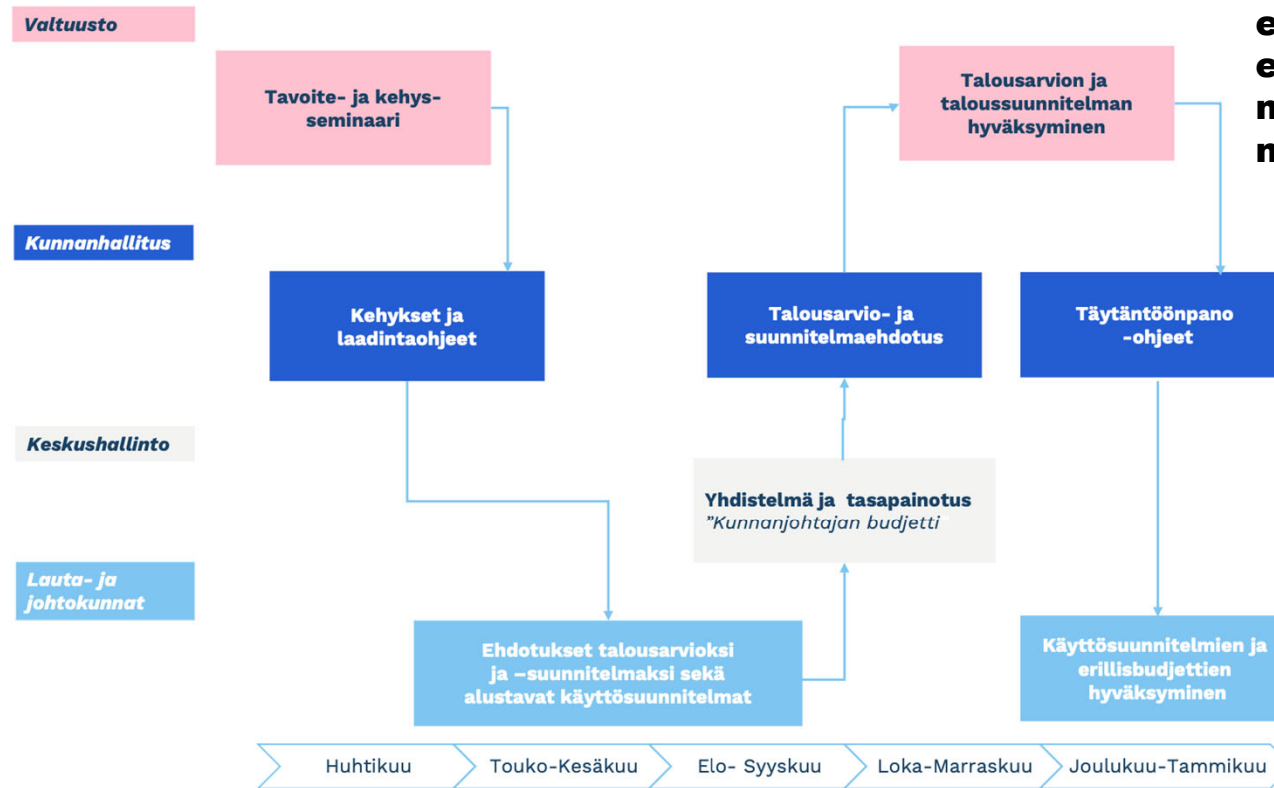 Valtuusto
Tavoite- ja kehys-
seminaari
Talousarvion ja
taloussuunnitelman
hyväksyminen
Kunnanhallitus
Kehykset ja
laadintaohjeet
Talousarvio- ja
suunnitelmaehdotus
Täytäntöönpano
-ohjeet
Keskushallinto
Yhdistelmä ja tasapainotus
"Kunnanjohtajan budjetti
Lauta- ja
johtokunnat
Ehdotukset talousarvioksi
ja –suunnitelmaksi sekä
alustavat käyttösuunnitelmat
Käyttösuunnitelmien ja
erillisbudjettien
hyväksyminen
Huhtikuu
Touko-Kesäkuu
Elo- Syyskuu
Loka-Marraskuu
Joulukuu-Tammikuu